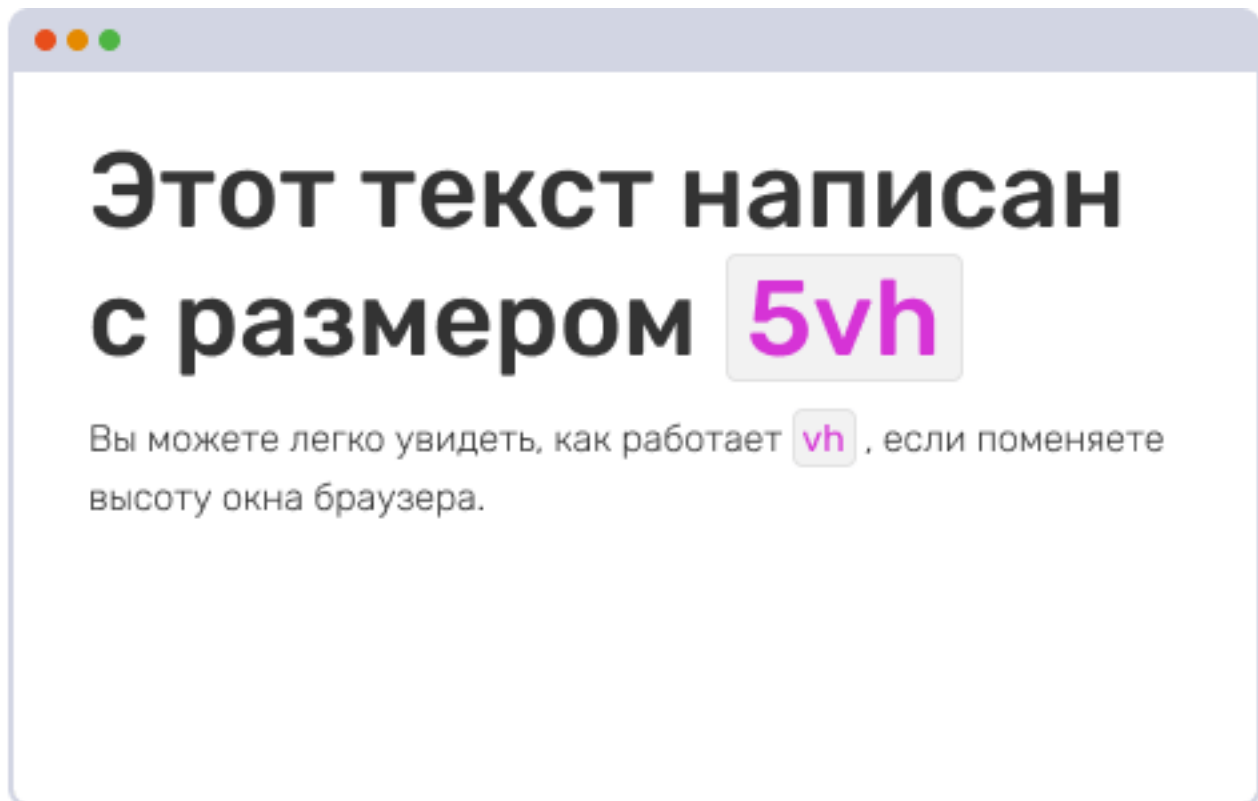 Этот текст написан
с размером 5vh
Вы можете легко увидеть, как работает vh , если поменяете
высоту окна браузера.